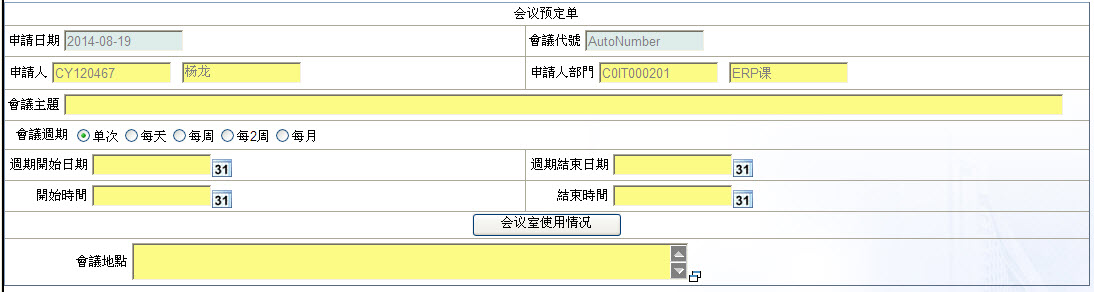 会议预定单
申請日期 2014-08-19 會議代號 AutoNumber
申請人 CY120467 杨龙 申請人部門 C0IT000201 ERP课
會議主題
會議週期 单次 每天 每周 每2周 每月
週期開始日期 31 週期結束日期 31
開始時間 31 結束時間 31
会议室使用情况
會議地點